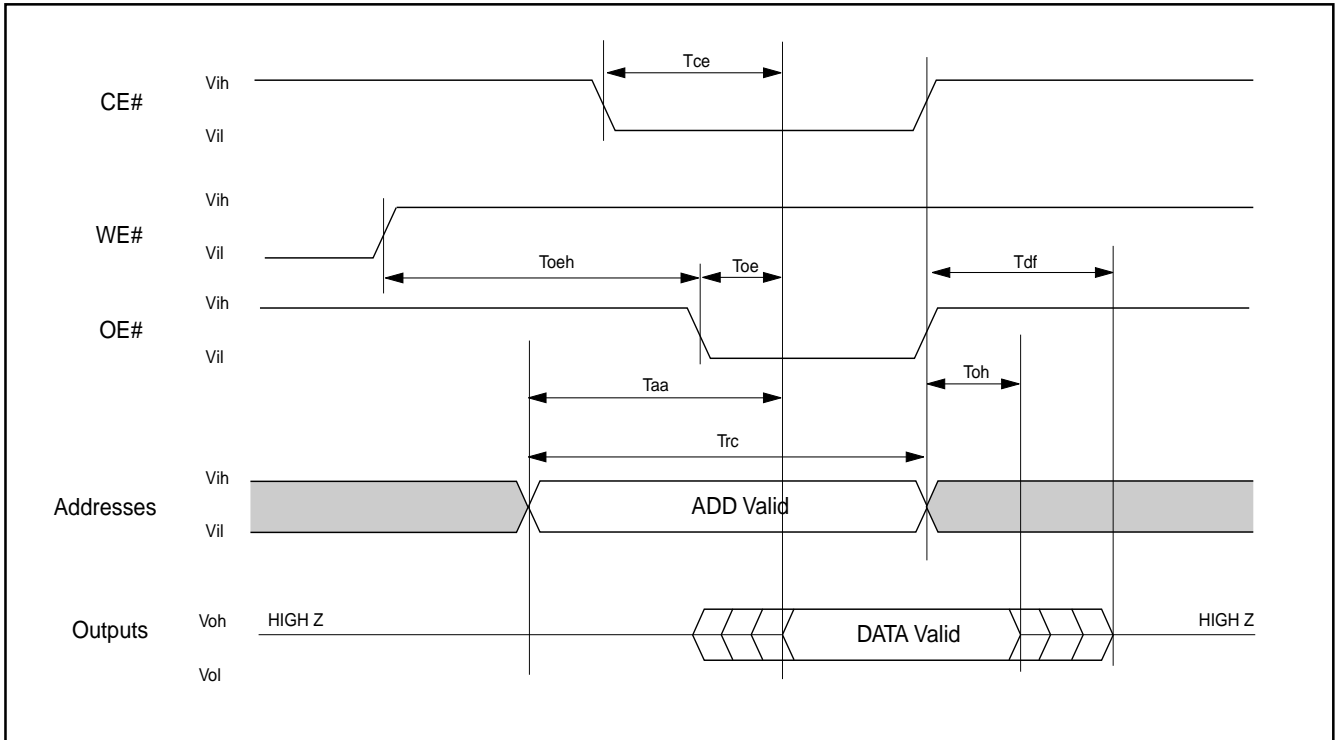 Tce
Vih
CE#
Vil
Vih
WE#
Vil
Toeh
Toe
Tdf
Vih
OE#
Vil
Toh
Taa
Trc
Vih
Addresses
ADD Valid
Vil
Voh
HIGH Z
HIGH Z
Outputs
DATA Valid
Vol